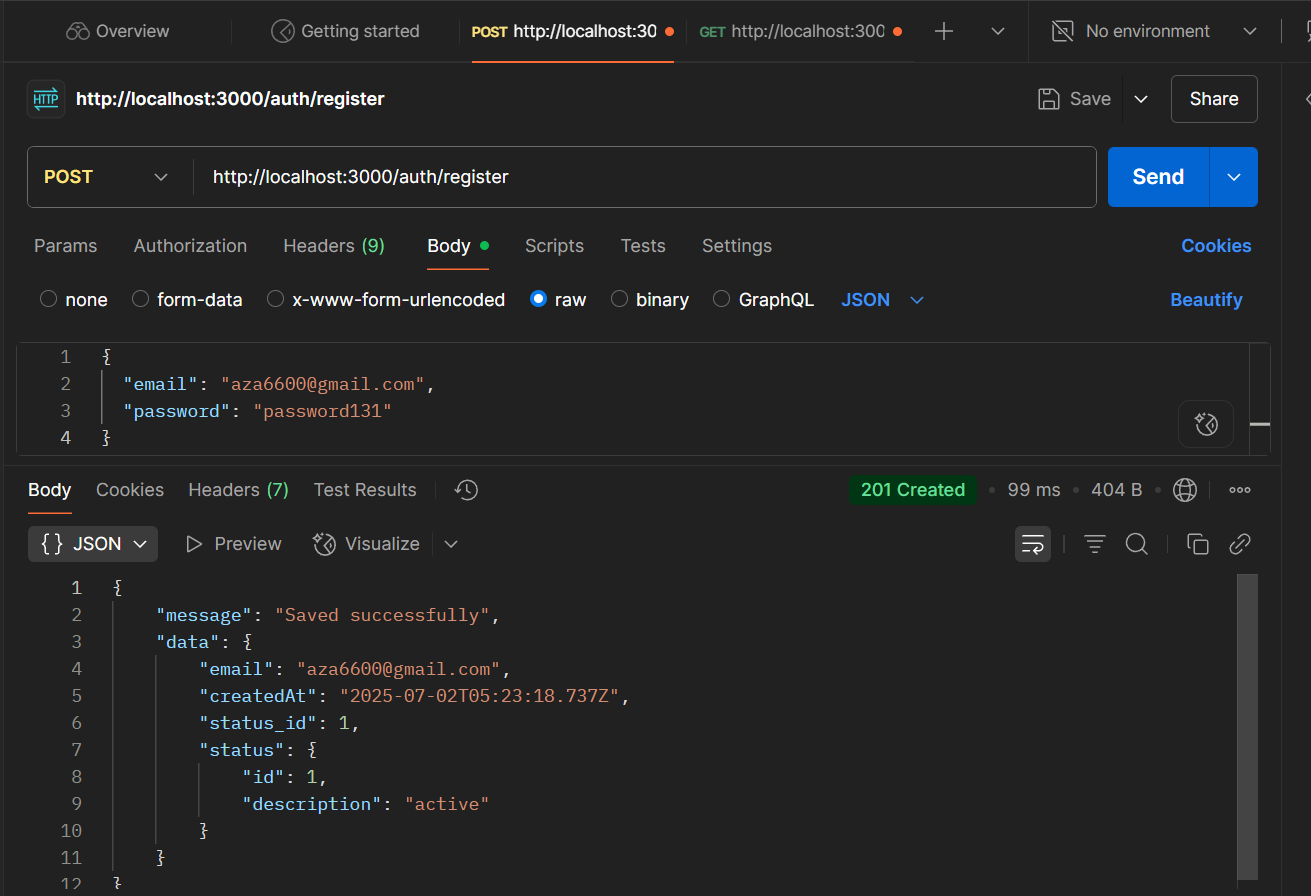 Overview Getting started POST http://localhost:30 GET http://localhost:300 No environment
HTTP http://localhost:3000/auth/register Save Share
POST http://localhost:3000/auth/register Send
Params Authorization Headers (9) Body Scripts Tests Settings Cookies
none form-data x-www-form-urlencoded raw binary GraphQL JSON Beautify
1 {
2 "email": "aza6600@gmail.com",
3 "password": "password131"
4 }
Body Cookies Headers (7) Test Results 201 Created • 99 ms • 404 B •
{} JSON Preview Visualize
1 {
2 "message": "Saved successfully",
3 "data": {
4 "email": "aza6600@gmail.com",
5 "createdAt": "2025-07-02T05:23:18.737Z",
6 "status_id": 1,
7 "status": {
8 "id": 1,
9 "description": "active"
10 }
11 }
12 }